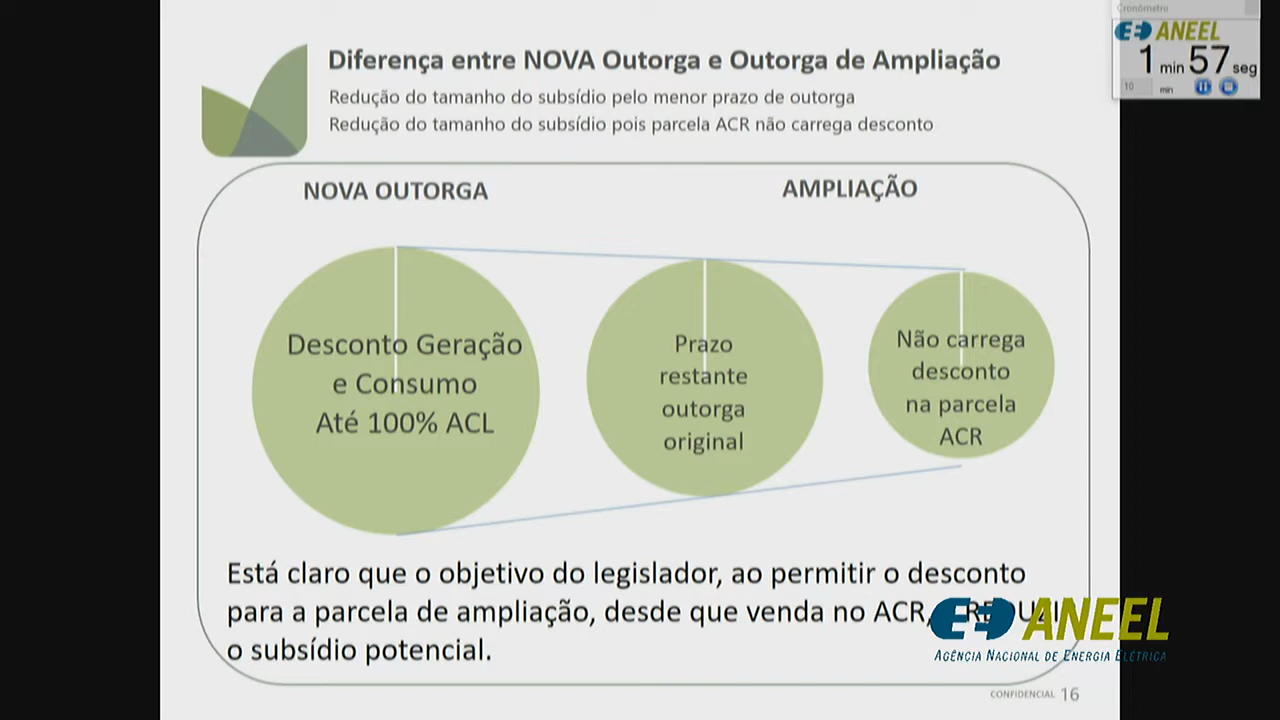 Cronômetro
ANEEL
1 min 57 seg
10 min
Diferença entre NOVA Outorga e Outorga de Ampliação
Redução do tamanho do subsídio pelo menor prazo de outorga
Redução do tamanho do subsídio pois parcela ACR não carrega desconto
NOVA OUTORGA
AMPLIAÇÃO
Desconto Geração
e Consumo
Até 100% ACL
Prazo
restante
outorga
original
Não carrega
desconto
na parcela
ACR
Está claro que o objetivo do legislador, ao permitir o desconto
para a parcela de ampliação, desde que venda no ACR,
o subsídio potencial.
ANEEL
AGÊNCIA NACIONAL DE ENERGIA ELÉTRICA
CONFIDENCIAL 16